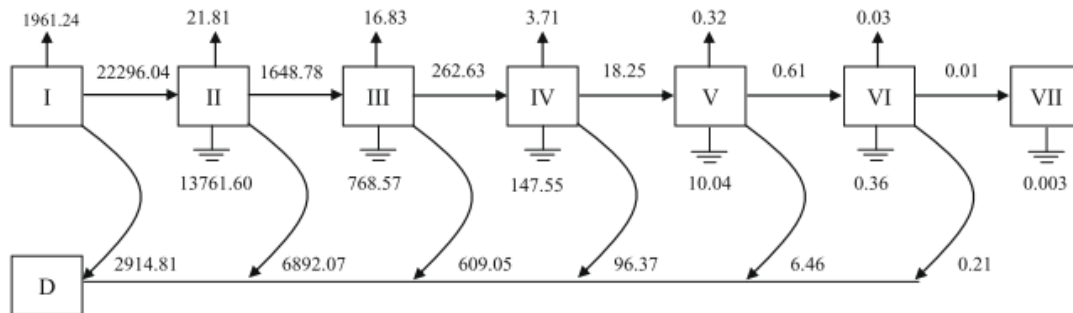 1961.24 21.81 16.83 3.71 0.32 0.03
22296.04 1648.78 262.63 18.25 0.61 0.01
I II III IV V VI VII
13761.60 768.57 147.55 10.04 0.36 0.003
2914.81 6892.07 609.05 96.37 6.46 0.21
D